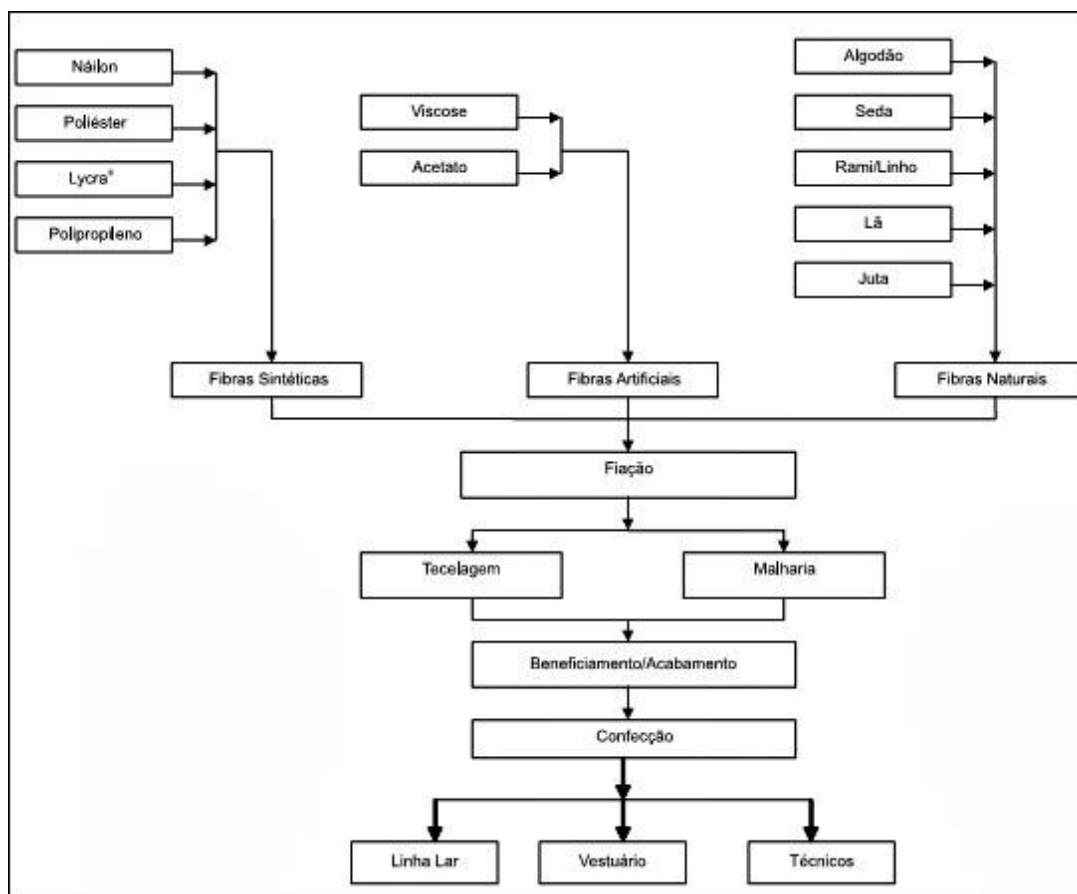 Náilon
Poliéster
Lycra®
Polipropileno
Viscose
Acetato
Algodão
Seda
Rami/Linho
Lã
Juta
Fibras Sintéticas
Fibras Artificiais
Fibras Naturais
Fiação
Tecelagem
Malharia
Beneficiamento/Acabamento
Confecção
Linha Lar
Vestuário
Técnicos